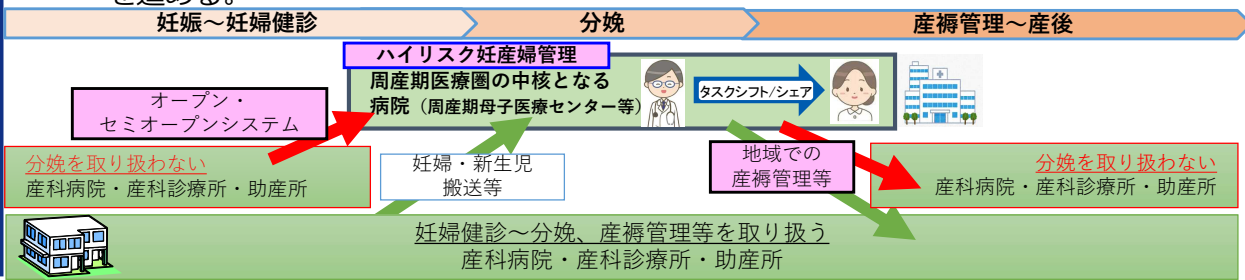 を進める。
妊娠～妊婦健診
分娩
産褥管理～産後
ハイリスク妊産婦管理
周産期医療圏の中核となる
病院（周産期母子医療センター等）
タスクシフト/シェア
オープン・
セミオープンシステム
分娩を取り扱わない
産科病院・産科診療所・助産所
妊婦・新生児
搬送等
地域での
産褥管理等
分娩を取り扱わない
産科病院・産科診療所・助産所
妊婦健診～分娩、産褥管理等を取り扱う
産科病院・産科診療所・助産所